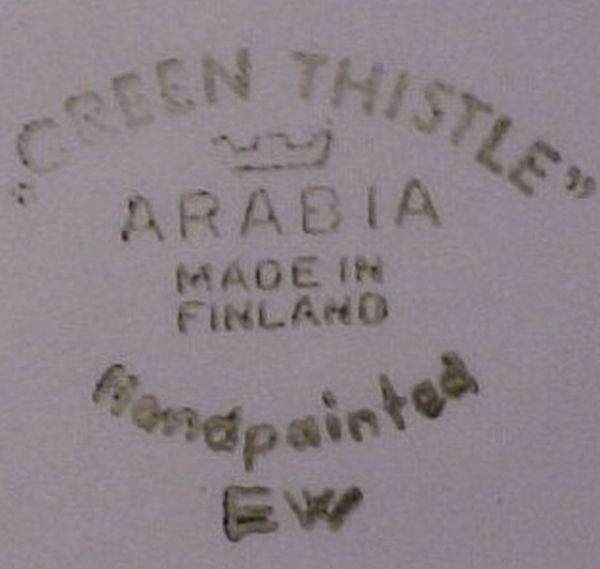 "GREEN THISTLE"
ARABIA
MADE IN
FINLAND
Handpainted
EW